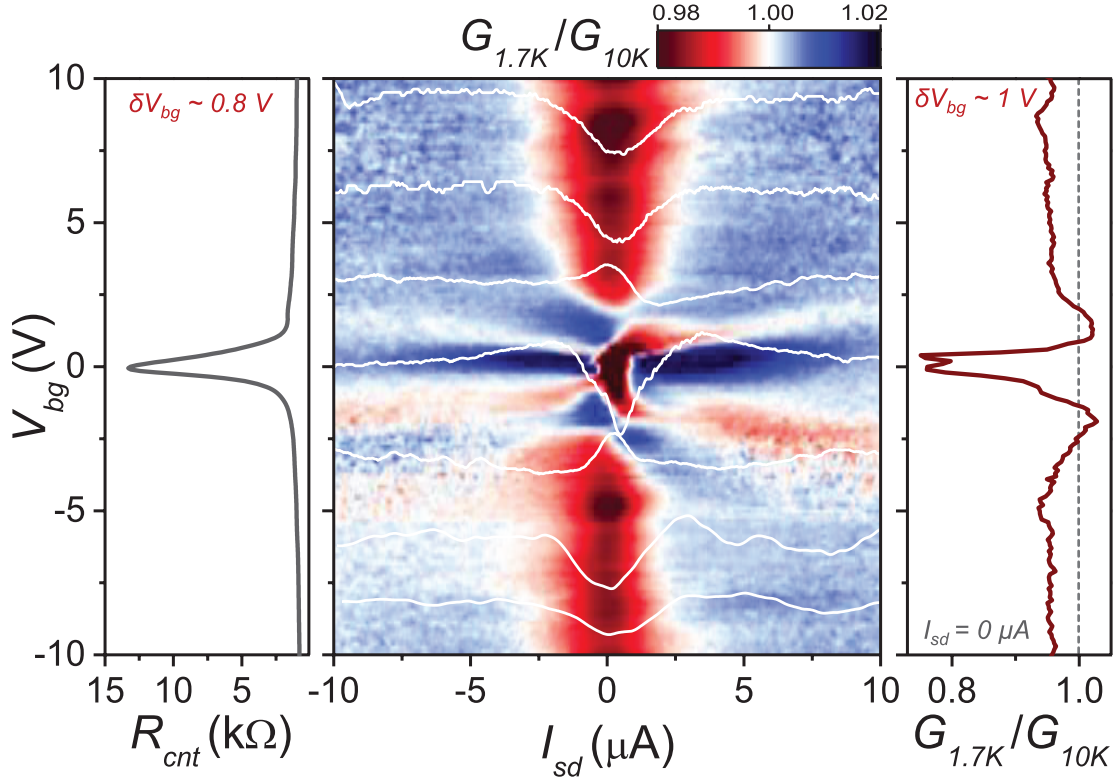 G1.7K/G10K
0.98 1.00 1.02
10
5
0
-5
-10
Vbg (V)
δVbg ~ 0.8 V
15 10 5
Rcnt (kΩ)
-10 -5 0 5 10
Isd (μA)
δVbg ~ 1 V
Isd = 0 μA
0.8 1.0
G1.7K/G10K